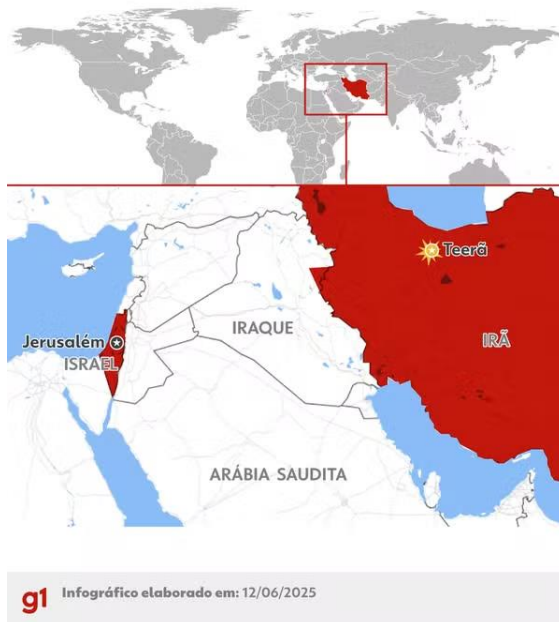 Teerã
Jerusalém
ISRAEL
IRAQUE
IRÃ
ARÁBIA SAUDITA
g1 Infográfico elaborado em: 12/06/2025